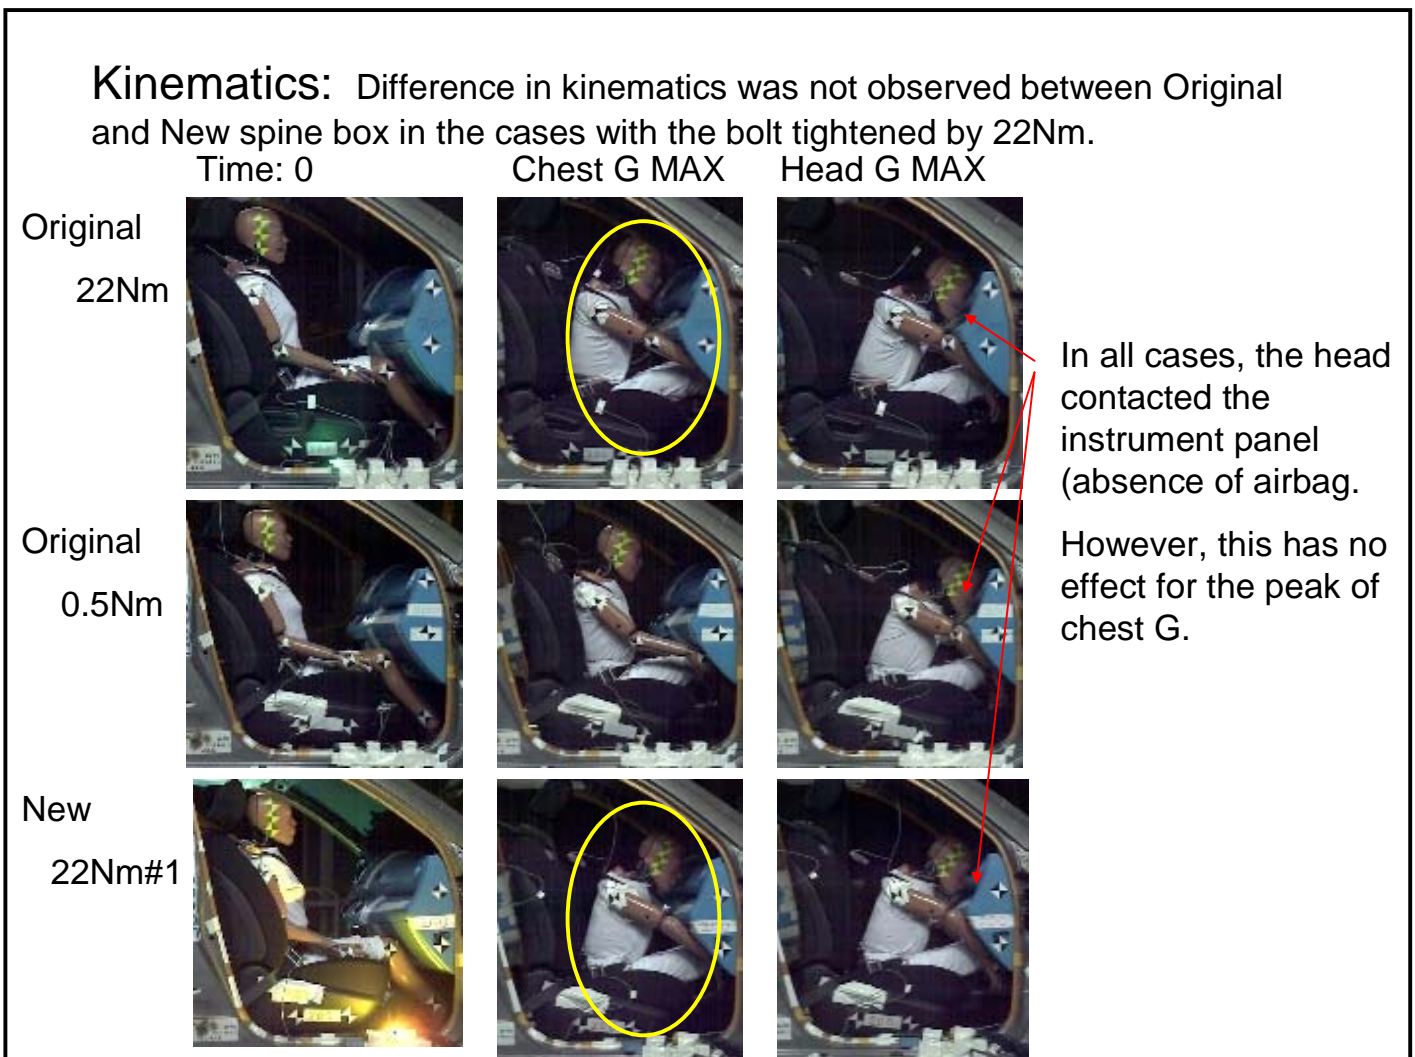 Kinematics: Difference in kinematics was not observed between Original
and New spine box in the cases with the bolt tightened by 22Nm.
Time: 0 Chest G MAX Head G MAX
Original
22Nm
In all cases, the head
contacted the
instrument panel
(absence of airbag.
However, this has no
effect for the peak of
chest G.
Original
0.5Nm
New
22Nm#1